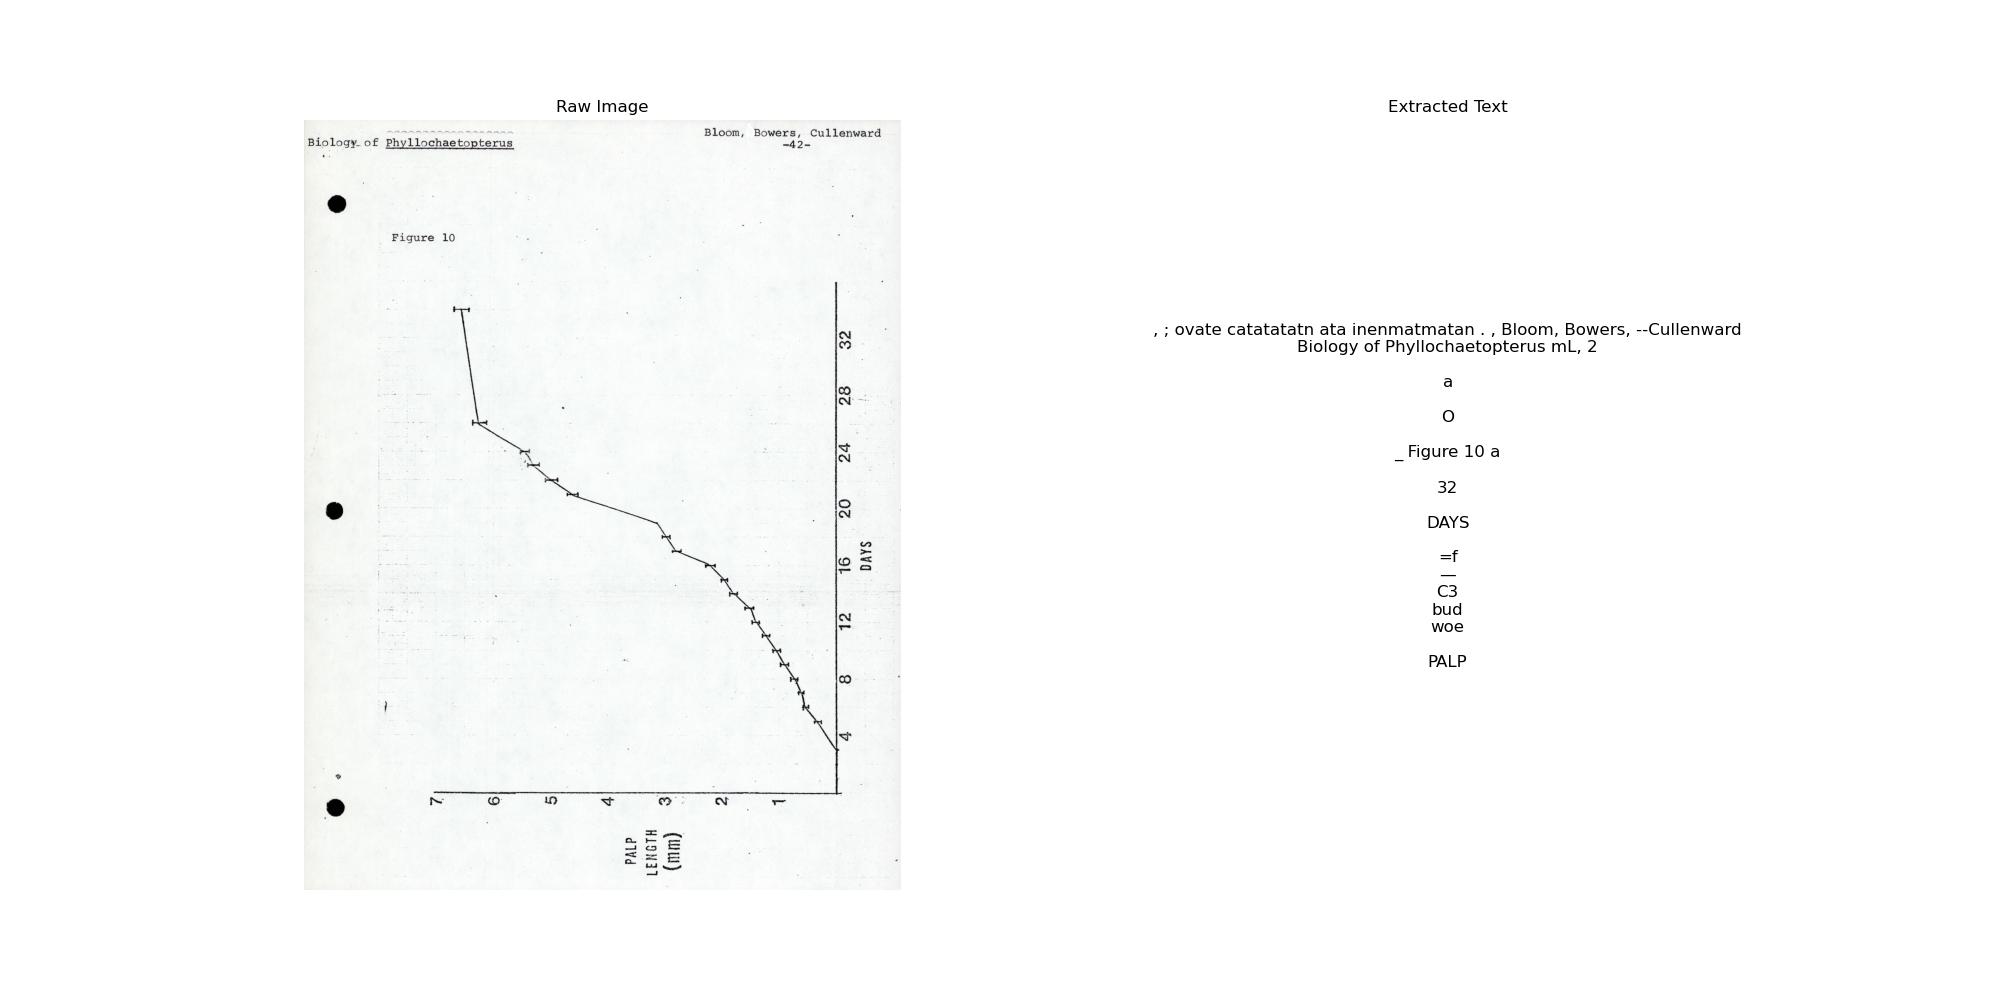 Raw Image
Biology of Phyllochaetopterus
Bloom, Bowers, Cullenward
-42-
Figure 10
32
28
24
20
16
12
8
4
DAYS
7
6
5
4
3
2
1
PALP
LENGTH
(mm)
Extracted Text
, ; ovate catatatatn ata inenmatmatan . , Bloom, Bowers, --Cullenward
Biology of Phyllochaetopterus mL, 2
a
O
_ Figure 10 a
32
DAYS
=f
—
C3
bud
woe
PALP